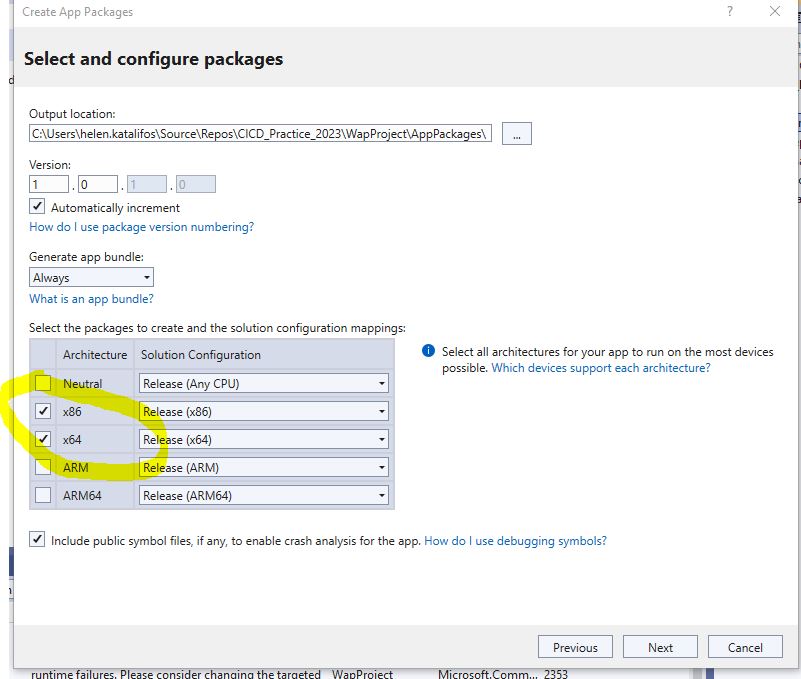 Create App Packages ?
Select and configure packages
Output location:
C:\Users\helen.katalifos\Source\Repos\CICD_Practice_2023\WapProject\AppPackages\ ...
Version:
1 . 0 . 1 . 0
Automatically increment
How do I use package version numbering?
Generate app bundle:
Always
What is an app bundle?
Select the packages to create and the solution configuration mappings:
Architecture Solution Configuration
Neutral Release (Any CPU)
x86 Release (x86)
x64 Release (x64)
ARM Release (ARM)
ARM64 Release (ARM64)
Select all architectures for your app to run on the most devices
possible. Which devices support each architecture?
Include public symbol files, if any, to enable crash analysis for the app. How do I use debugging symbols?
Previous Next Cancel
runtime failures. Please consider changing the targeted WapProject Microsoft.Comm... 2353